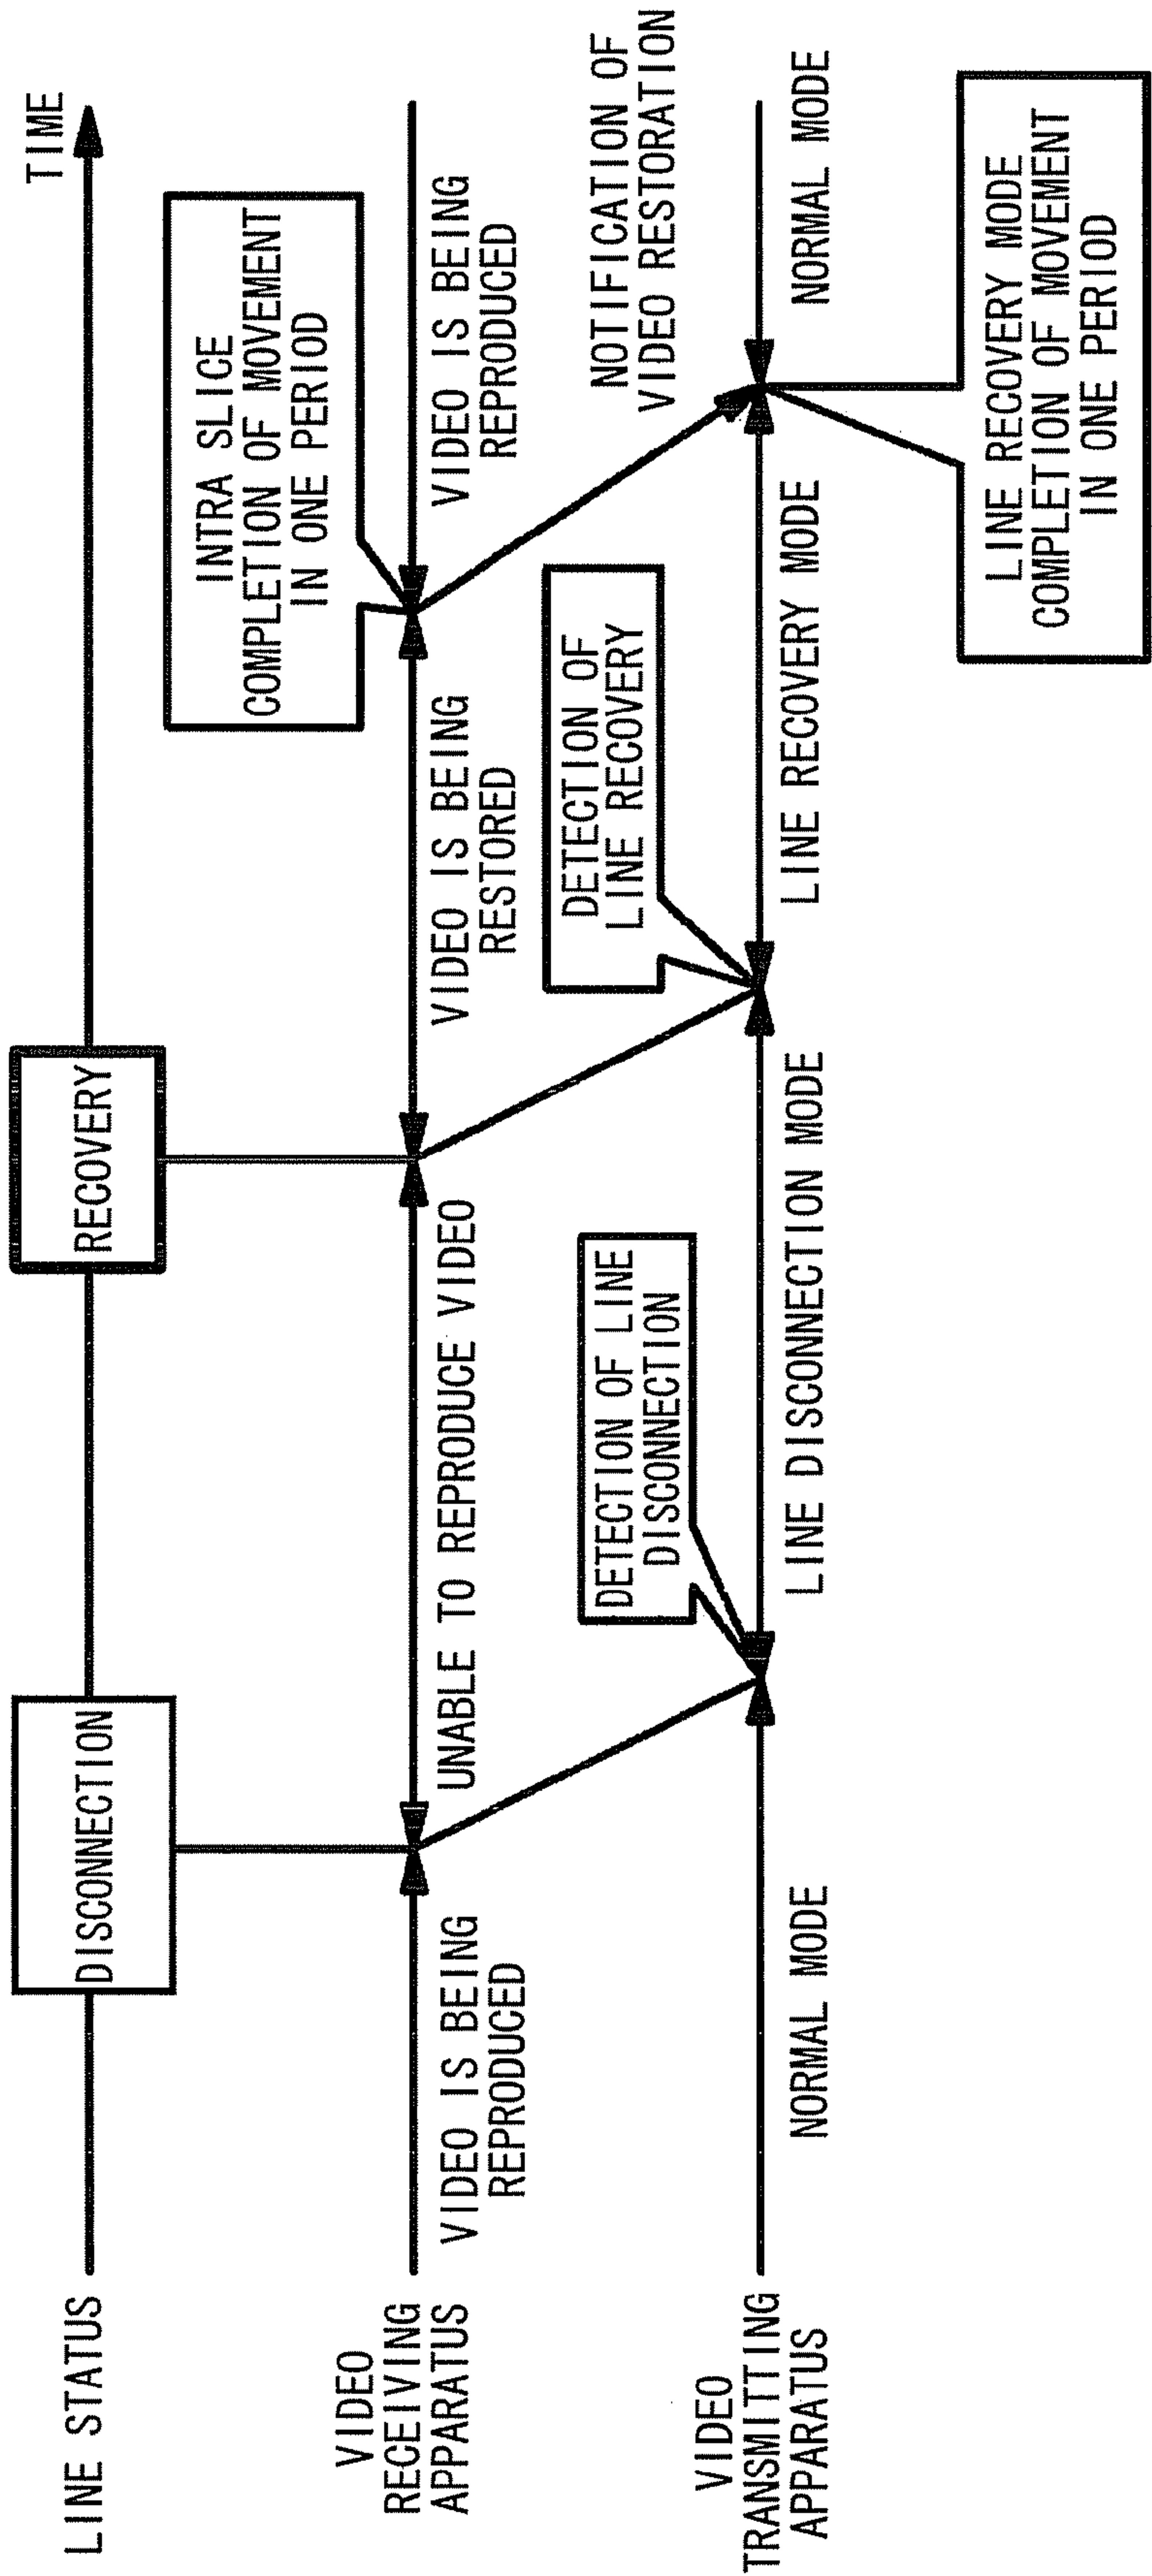 TIME
LINE STATUS
DISCONNECTION
RECOVERY
INTRA SLICE
COMPLETION OF MOVEMENT
IN ONE PERIOD
VIDEO
RECEIVING
APPARATUS
VIDEO IS BEING
REPRODUCED
UNABLE TO REPRODUCE VIDEO
VIDEO IS BEING
RESTORED
VIDEO IS BEING
REPRODUCED
DETECTION OF LINE
DISCONNECTION
DETECTION OF
LINE RECOVERY
NOTIFICATION OF
VIDEO RESTORATION
VIDEO
TRANSMITTING
APPARATUS
NORMAL MODE
LINE DISCONNECTION MODE
LINE RECOVERY MODE
NORMAL MODE
LINE RECOVERY MODE
COMPLETION OF MOVEMENT
IN ONE PERIOD